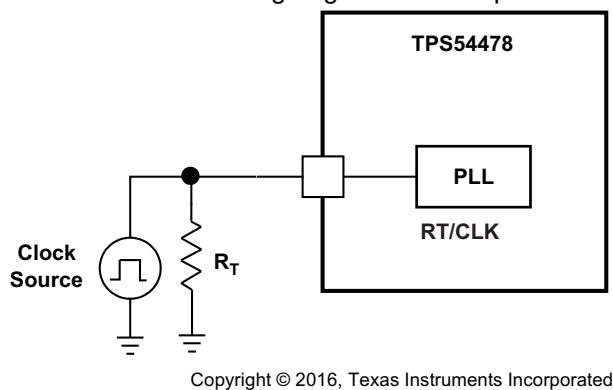 TPS54478
PLL
RT/CLK
Clock
Source
RT
Copyright © 2016, Texas Instruments Incorporated